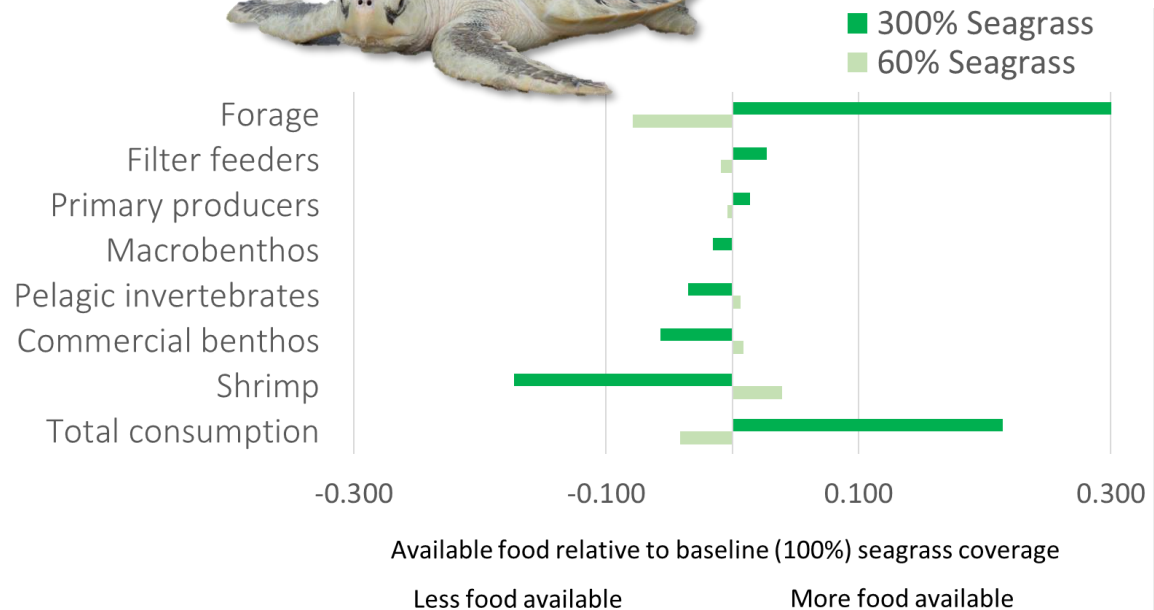 300% Seagrass
60% Seagrass
Forage
Filter feeders
Primary producers
Macrobenthos
Pelagic invertebrates
Commercial benthos
Shrimp
Total consumption
-0.300 -0.100 0.100 0.300
Available food relative to baseline (100%) seagrass coverage
Less food available More food available